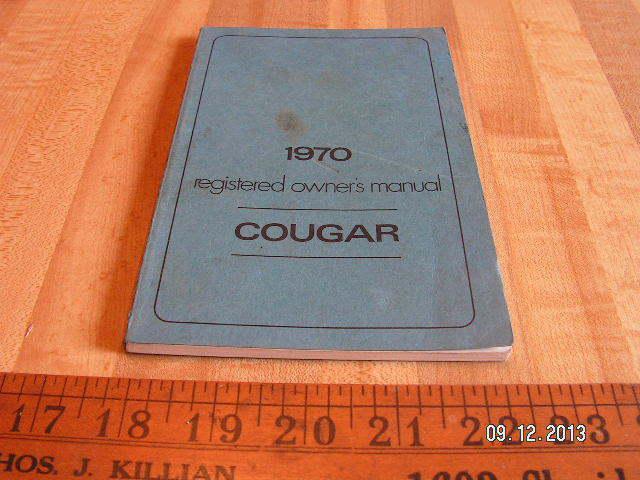 1970
registered owner's manual
COUGAR
17 18 19 20 21 22 23
09.12.2013
HOS. J. KILLIAN